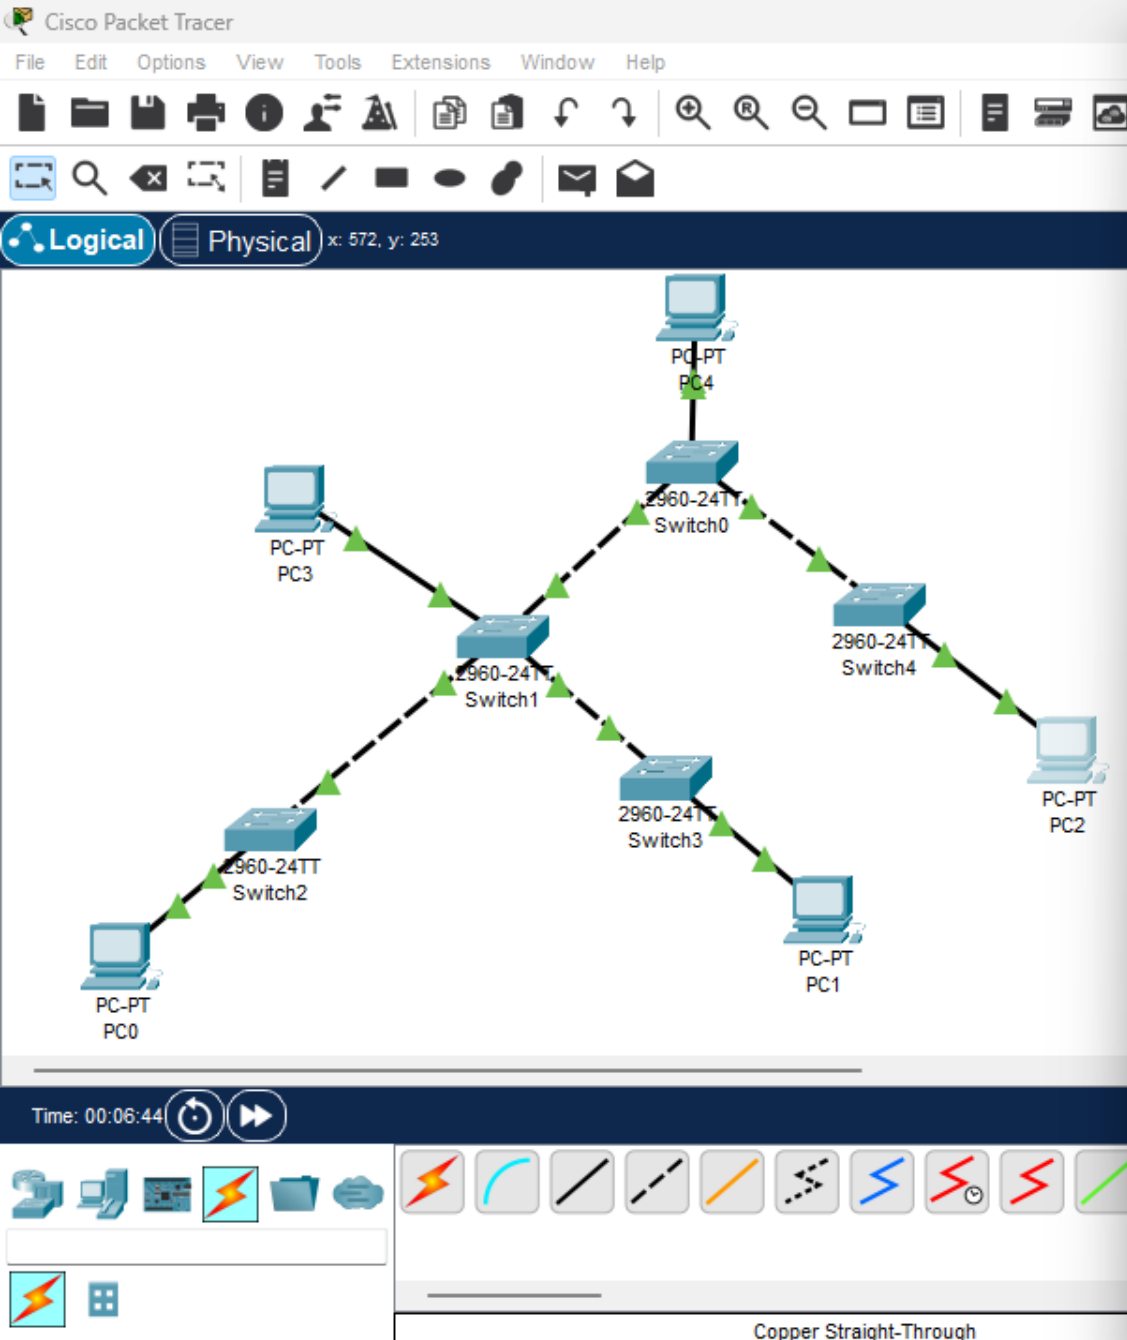 Cisco Packet Tracer
File Edit Options View Tools Extensions Window Help
Logical Physical x: 572, y: 253
PC-PT
PC4
2960-24TT
Switch0
PC-PT
PC3
2960-24TT
Switch4
2960-24TT
Switch1
PC-PT
PC2
2960-24TT
Switch3
2960-24TT
Switch2
PC-PT
PC1
PC-PT
PC0
Time: 00:06:44
Copper Straight-Through